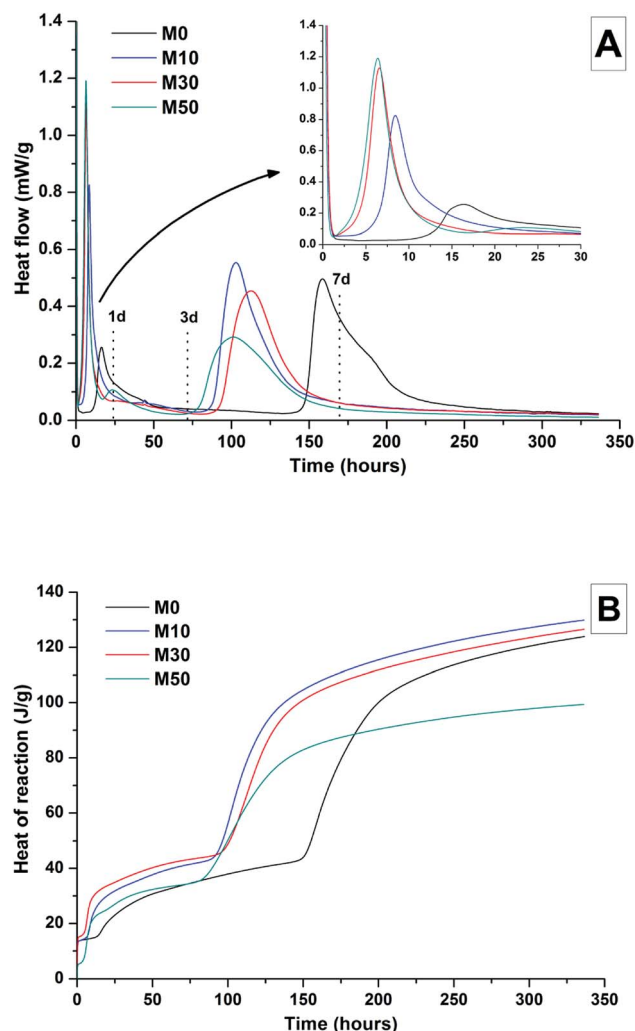 A
M0
M10
M30
M50
1.4
1.2
1.0
0.8
0.6
0.4
0.2
0.0
Heat flow (mW/g)
1.4
1.2
1.0
0.8
0.6
0.4
0.2
0.0
0 5 10 15 20 25 30
1d 3d 7d
0 50 100 150 200 250 300 350
Time (hours)
B
M0
M10
M30
M50
140
120
100
80
60
40
20
0
Heat of reaction (J/g)
0 50 100 150 200 250 300 350
Time (hours)